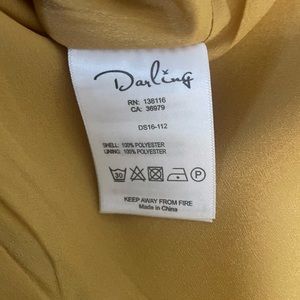 Darling
RN: 138116
CA: 36979
DS16-112
SHELL: 100% POLYESTER
LINING: 100% POLYESTER
30 P
KEEP AWAY FROM FIRE
Made in China